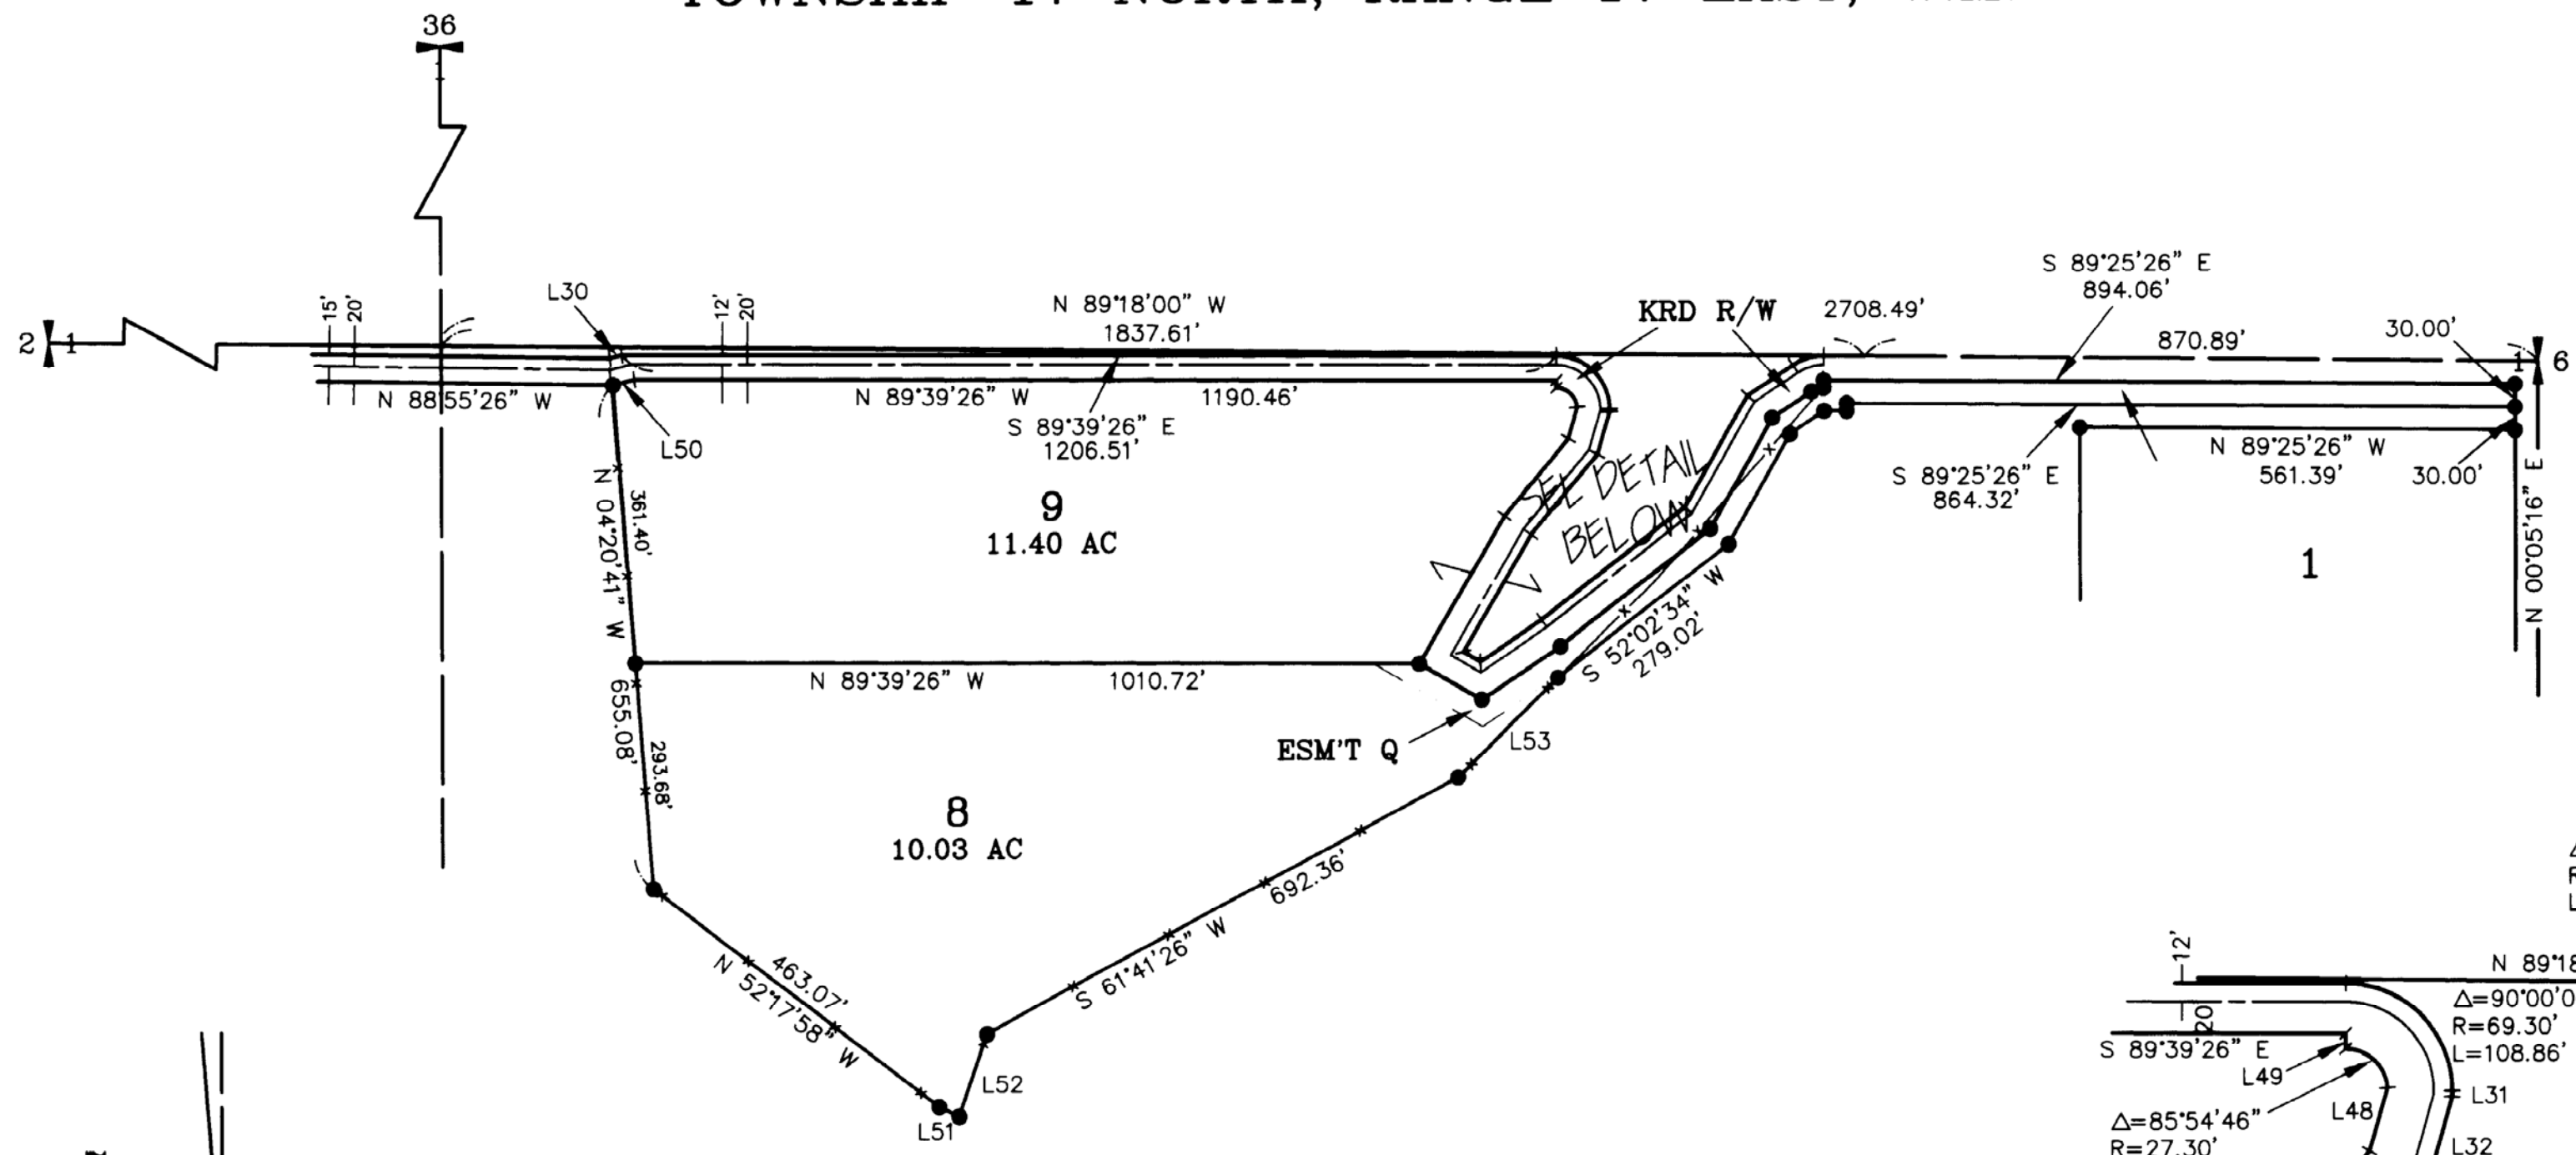 36
2 1
15'
20'
L30
12'
20'
N 89°18'00" W
1837.61'
KRD R/W
2708.49'
S 89°25'26" E
894.06'
870.89'
30.00'
1
6
N 88°55'26" W
L50
N 89°39'26" W 1190.46'
S 89°39'26" E
1206.51'
S 89°25'26" E
864.32'
N 89°25'26" W
561.39'
30.00'
N 00°05'16" E
361.40'
N 04°20'41" W
655.08'
293.68'
9
11.40 AC
SEE DETAIL
BELOW
1
N 89°39'26" W 1010.72'
S 52°02'34" W
279.02'
ESM'T Q
L53
8
10.03 AC
692.36'
S 61°41'26" W
463.07'
N 52°17'58" W
L52
L51
12'
20
N 89°18
S 89°39'26" E
L49
R=69.30'
L=108.86'
L48
L31
Δ=85°54'46"
R=27.30'
L32